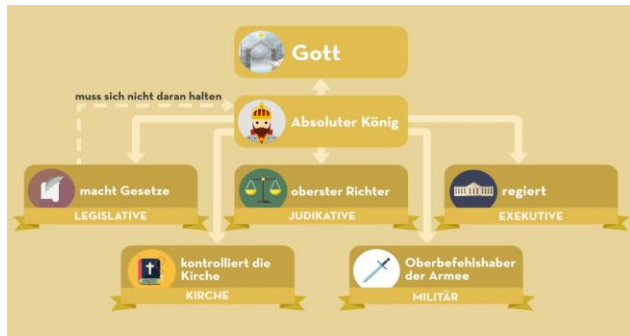 Gott
muss sich nicht daran halten
Absoluter König
macht Gesetze
LEGISLATIVE
oberster Richter
JUDIKATIVE
regiert
EXEKUTIVE
kontrolliert die
Kirche
KIRCHE
Oberbefehlshaber
der Armee
MILITÄR